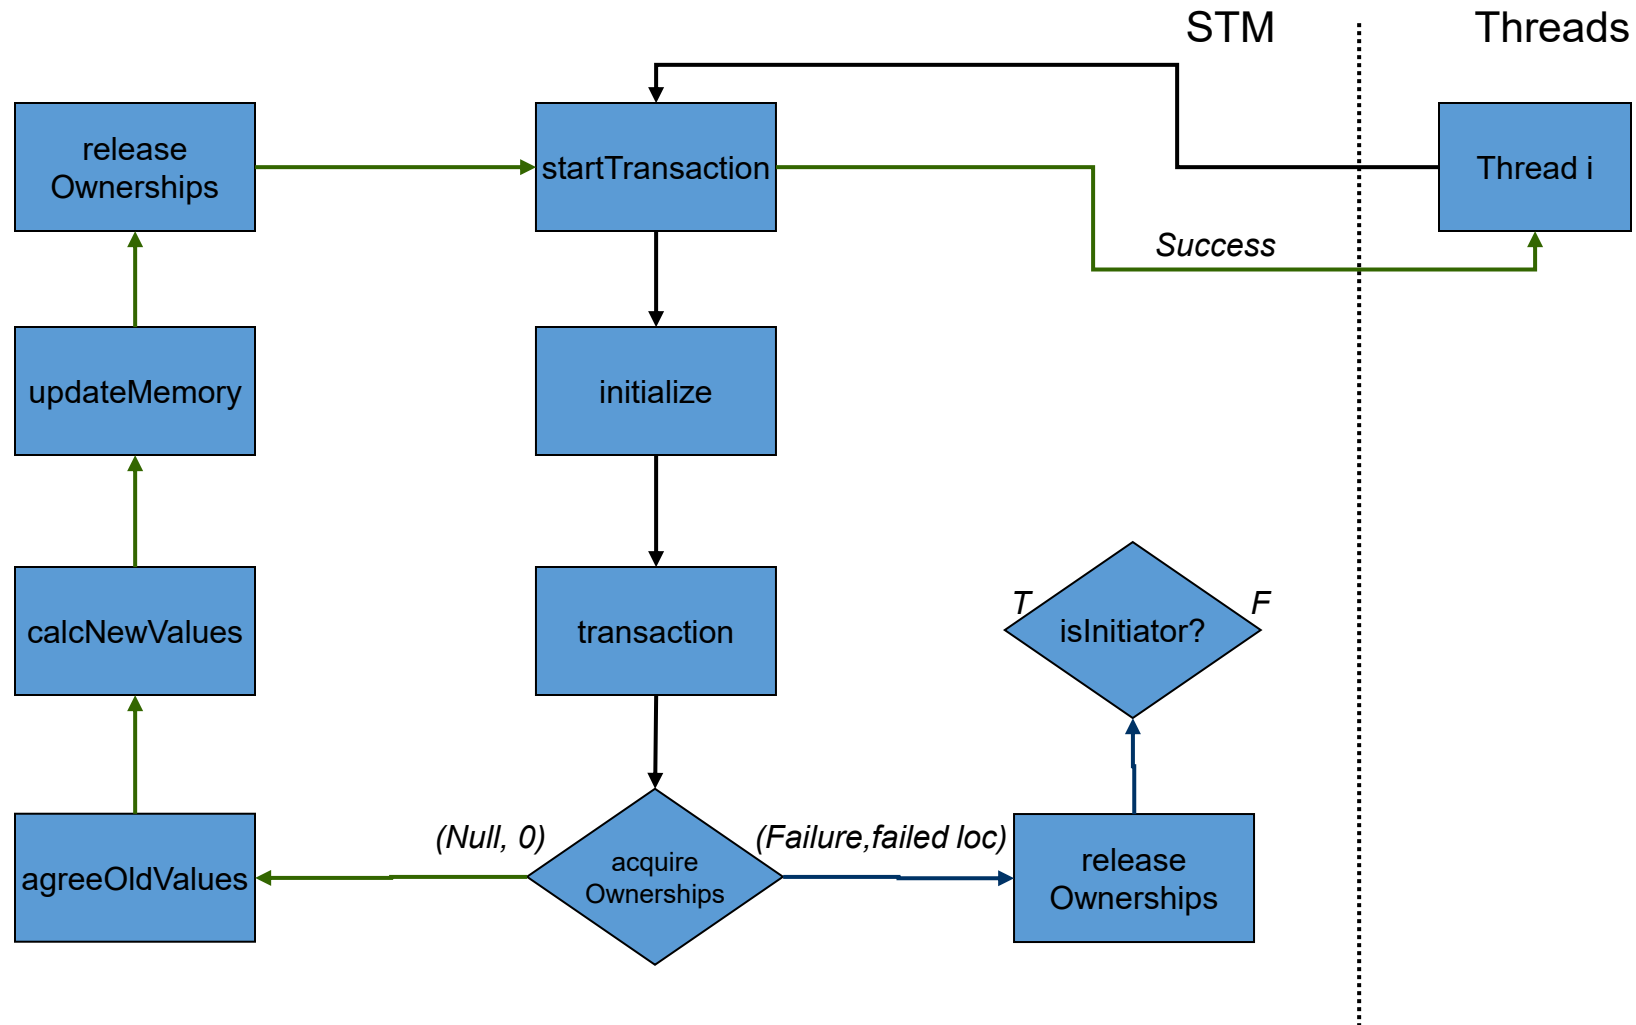 STM
Threads
release
Ownerships
startTransaction
Thread i
Success
updateMemory
initialize
calcNewValues
transaction
T
F
isInitiator?
(Null, 0)
(Failure,failed loc)
agreeOldValues
acquire
Ownerships
release
Ownerships